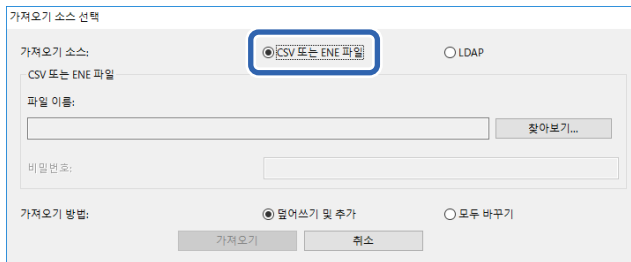 가져오기 소스 선택
가져오기 소스: CSV 또는 ENE 파일 LDAP
CSV 또는 ENE 파일
파일 이름:
찾아보기...
비밀번호:
가져오기 방법: 덮어쓰기 및 추가 모두 바꾸기
가져오기 취소